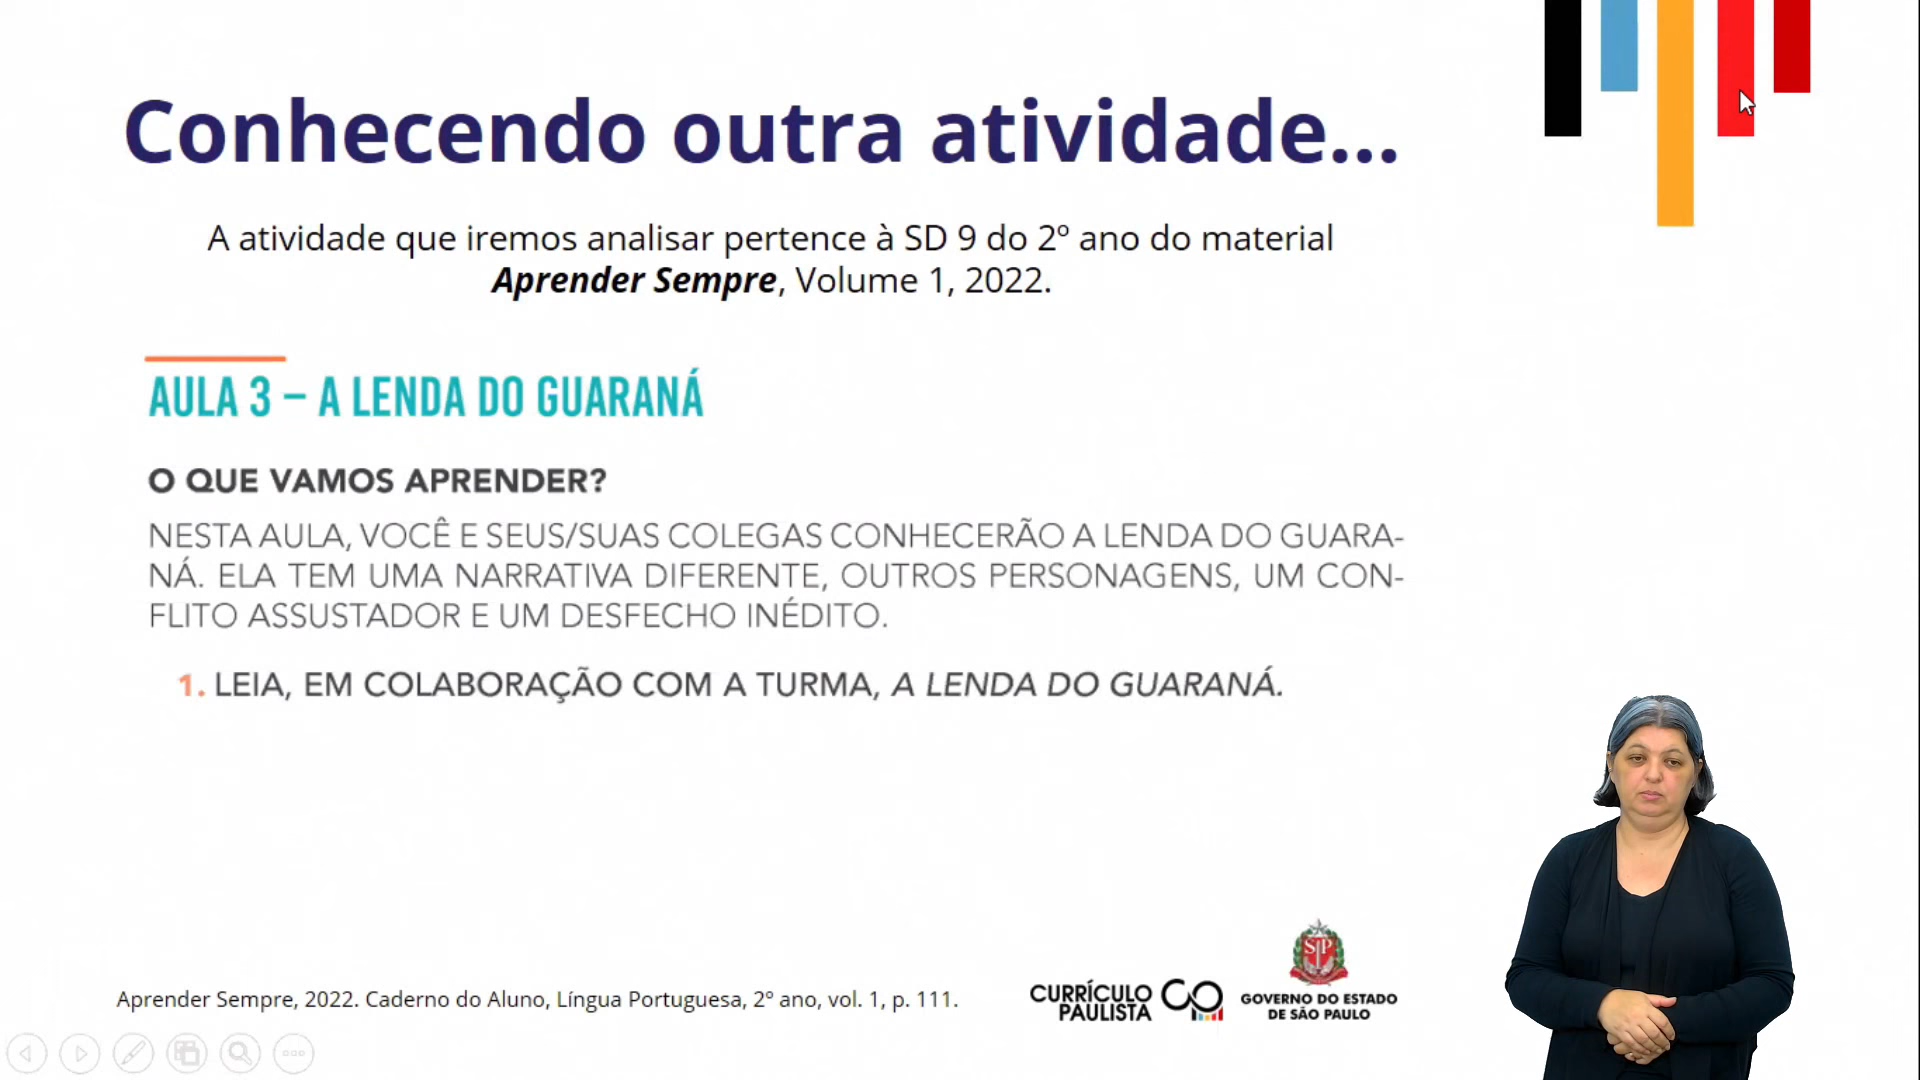 Conhecendo outra atividade...
A atividade que iremos analisar pertence à SD 9 do 2º ano do material
Aprender Sempre, Volume 1, 2022.
AULA 3 – A LENDA DO GUARANÁ
O QUE VAMOS APRENDER?
NESTA AULA, VOCÊ E SEUS/SUAS COLEGAS CONHECERÃO A LENDA DO GUARA-
NÁ. ELA TEM UMA NARRATIVA DIFERENTE, OUTROS PERSONAGENS, UM CON-
FLITO ASSUSTADOR E UM DESFECHO INÉDITO.
1. LEIA, EM COLABORAÇÃO COM A TURMA, A LENDA DO GUARANÁ.
Aprender Sempre, 2022. Caderno do Aluno, Língua Portuguesa, 2º ano, vol. 1, p. 111.
CURRÍCULO
PAULISTA
SP
GOVERNO DO ESTADO
DE SÃO PAULO